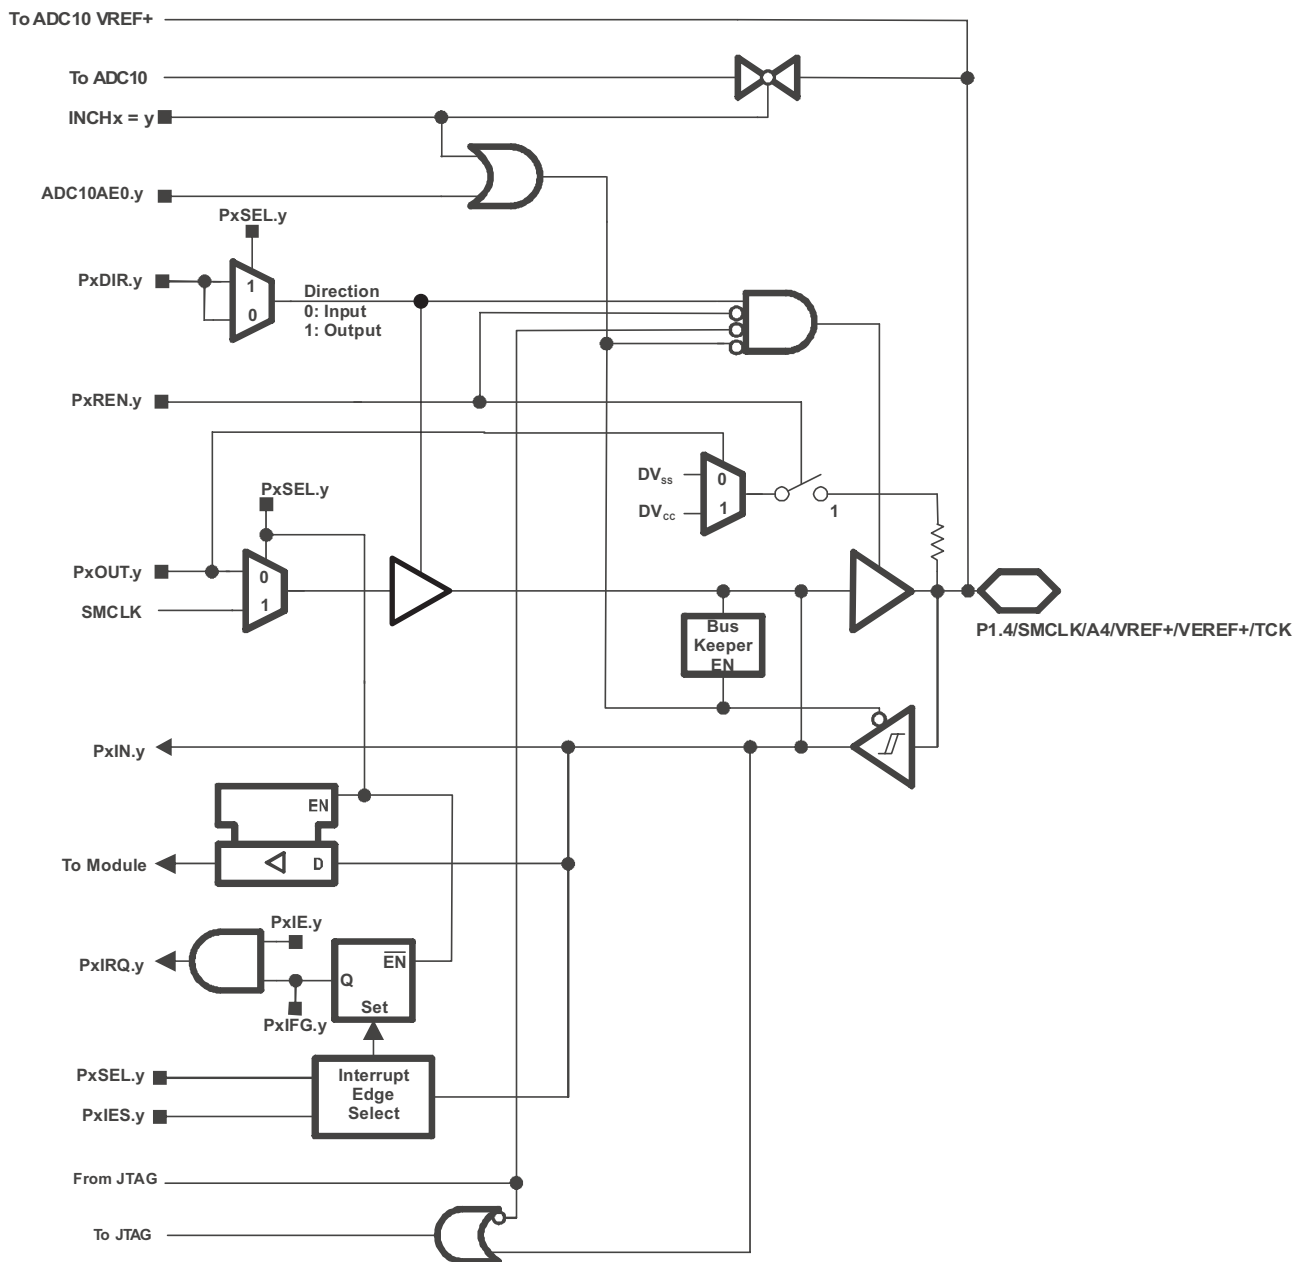 To ADC10 VREF+
To ADC10
INCHx = y
ADC10AE0.y
PxSEL.y
PxDIR.y
1
0
Direction
0: Input
1: Output
PxREN.y
DVss
0
DVcc
1
1
PxSEL.y
PxOUT.y
0
SMCLK
1
Bus
Keeper
EN
P1.4/SMCLK/A4/VREF+/VEREF+/TCK
PxIN.y
EN
To Module
D
PxIE.y
PxIRQ.y
EN
Q
Set
PxIFG.y
PxSEL.y
PxIES.y
Interrupt
Edge
Select
From JTAG
To JTAG